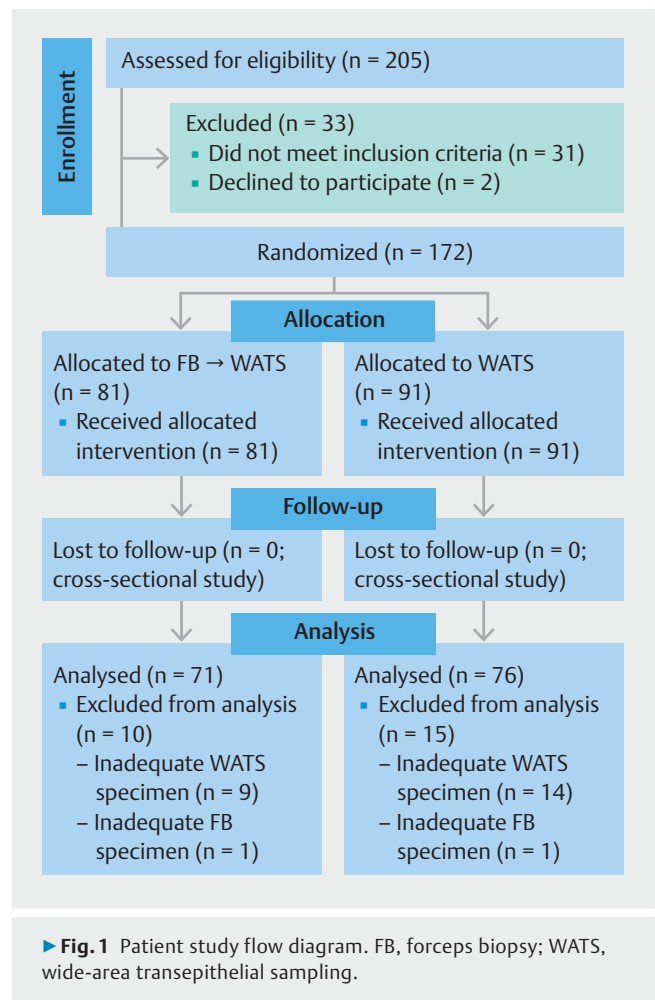 Enrollment
Assessed for eligibility (n = 205)
Excluded (n = 33)
▪ Did not meet inclusion criteria (n = 31)
▪ Declined to participate (n = 2)
Randomized (n = 172)
Allocation
Allocated to FB → WATS
(n = 81)
▪ Received allocated
intervention (n = 81)
Allocated to WATS
(n = 91)
▪ Received allocated
intervention (n = 91)
Follow-up
Lost to follow-up (n = 0;
cross-sectional study)
Lost to follow-up (n = 0;
cross-sectional study)
Analysis
Analysed (n = 71)
▪ Excluded from analysis
(n = 10)
– Inadequate WATS
specimen (n = 9)
– Inadequate FB
specimen (n = 1)
Analysed (n = 76)
▪ Excluded from analysis
(n = 15)
– Inadequate WATS
specimen (n = 14)
– Inadequate FB
specimen (n = 1)
▶ Fig. 1 Patient study flow diagram. FB, forceps biopsy; WATS,
wide-area transepithelial sampling.